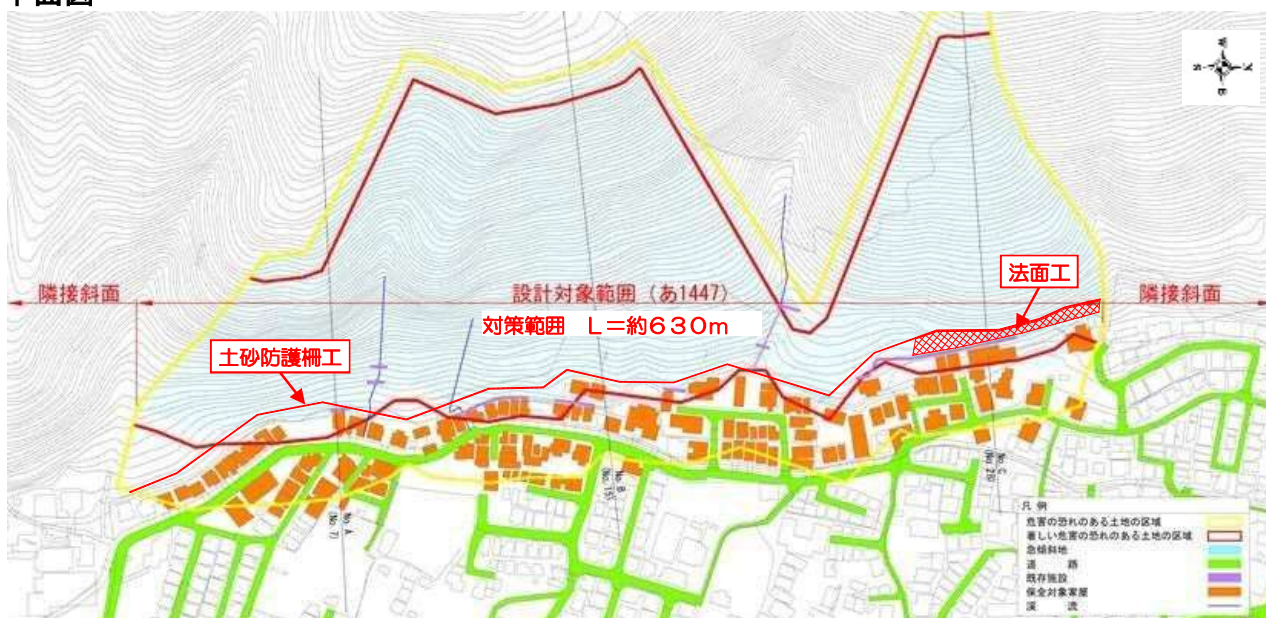 平面図
隣接斜面
設計対象範囲（あ1447）
隣接斜面
対策範囲　L＝約630m
法面工
土砂防護柵工
No.A
(No.7)
No.B
(No.15)
No.C
(No.26)
凡 例
危害の恐れのある土地の区域
著しい危害の恐れのある土地の区域
急傾斜地
道　路
既存施設
保全対象家屋
渓　流